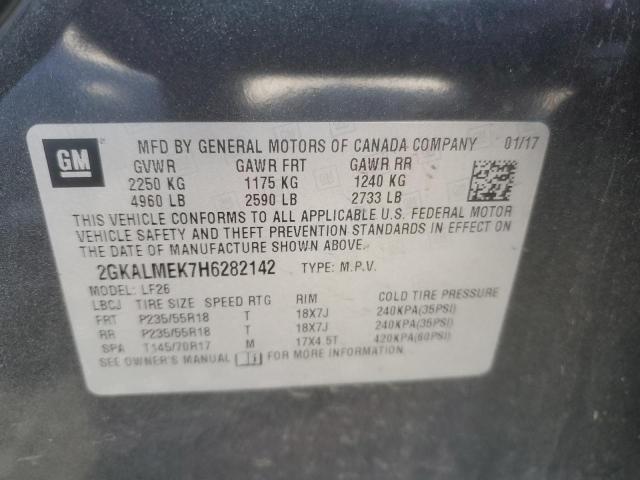 GM
MFD BY GENERAL MOTORS OF CANADA COMPANY 01/17
GVWR GAWR FRT GAWR RR
2250 KG 1175 KG 1240 KG
4960 LB 2590 LB 2733 LB
THIS VEHICLE CONFORMS TO ALL APPLICABLE U.S. FEDERAL MOTOR
VEHICLE SAFETY AND THEFT PREVENTION STANDARDS IN EFFECT ON
THE DATE OF MANUFACTURE SHOWN ABOVE.
2GKALMEK7H6282142 TYPE: M.P.V.
MODEL: LF26
LBCJ TIRE SIZE SPEED RTG RIM COLD TIRE PRESSURE
FRT P235/55R18 T 18X7J 240KPA(35PSI)
RR P235/55R18 T 18X7J 240KPA(35PSI)
SPA T145/70R17 M 17X4.5T 420KPA(60PSI)
SEE OWNER'S MANUAL FOR MORE INFORMATION.